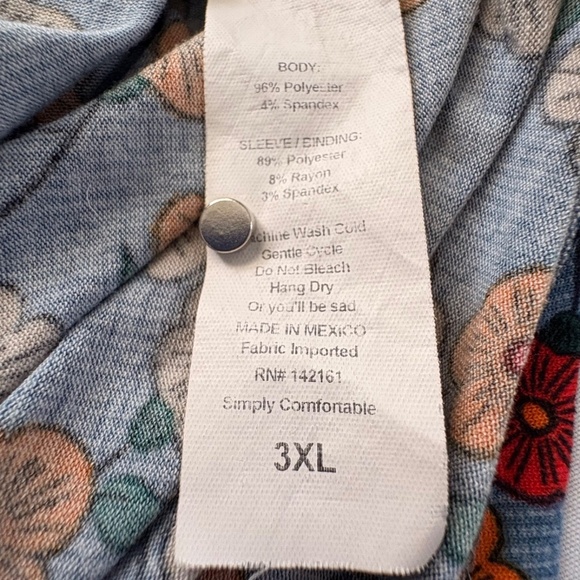 BODY:
96% Polyester
4% Spandex
SLEEVE/BINDING:
89% Polyester
8% Rayon
3% Spandex
chine Wash Cold
Gentle Cycle
Do Not Bleach
Hang Dry
Or you'll be sad
MADE IN MEXICO
Fabric Imported
RN# 142161
Simply Comfortable
3XL